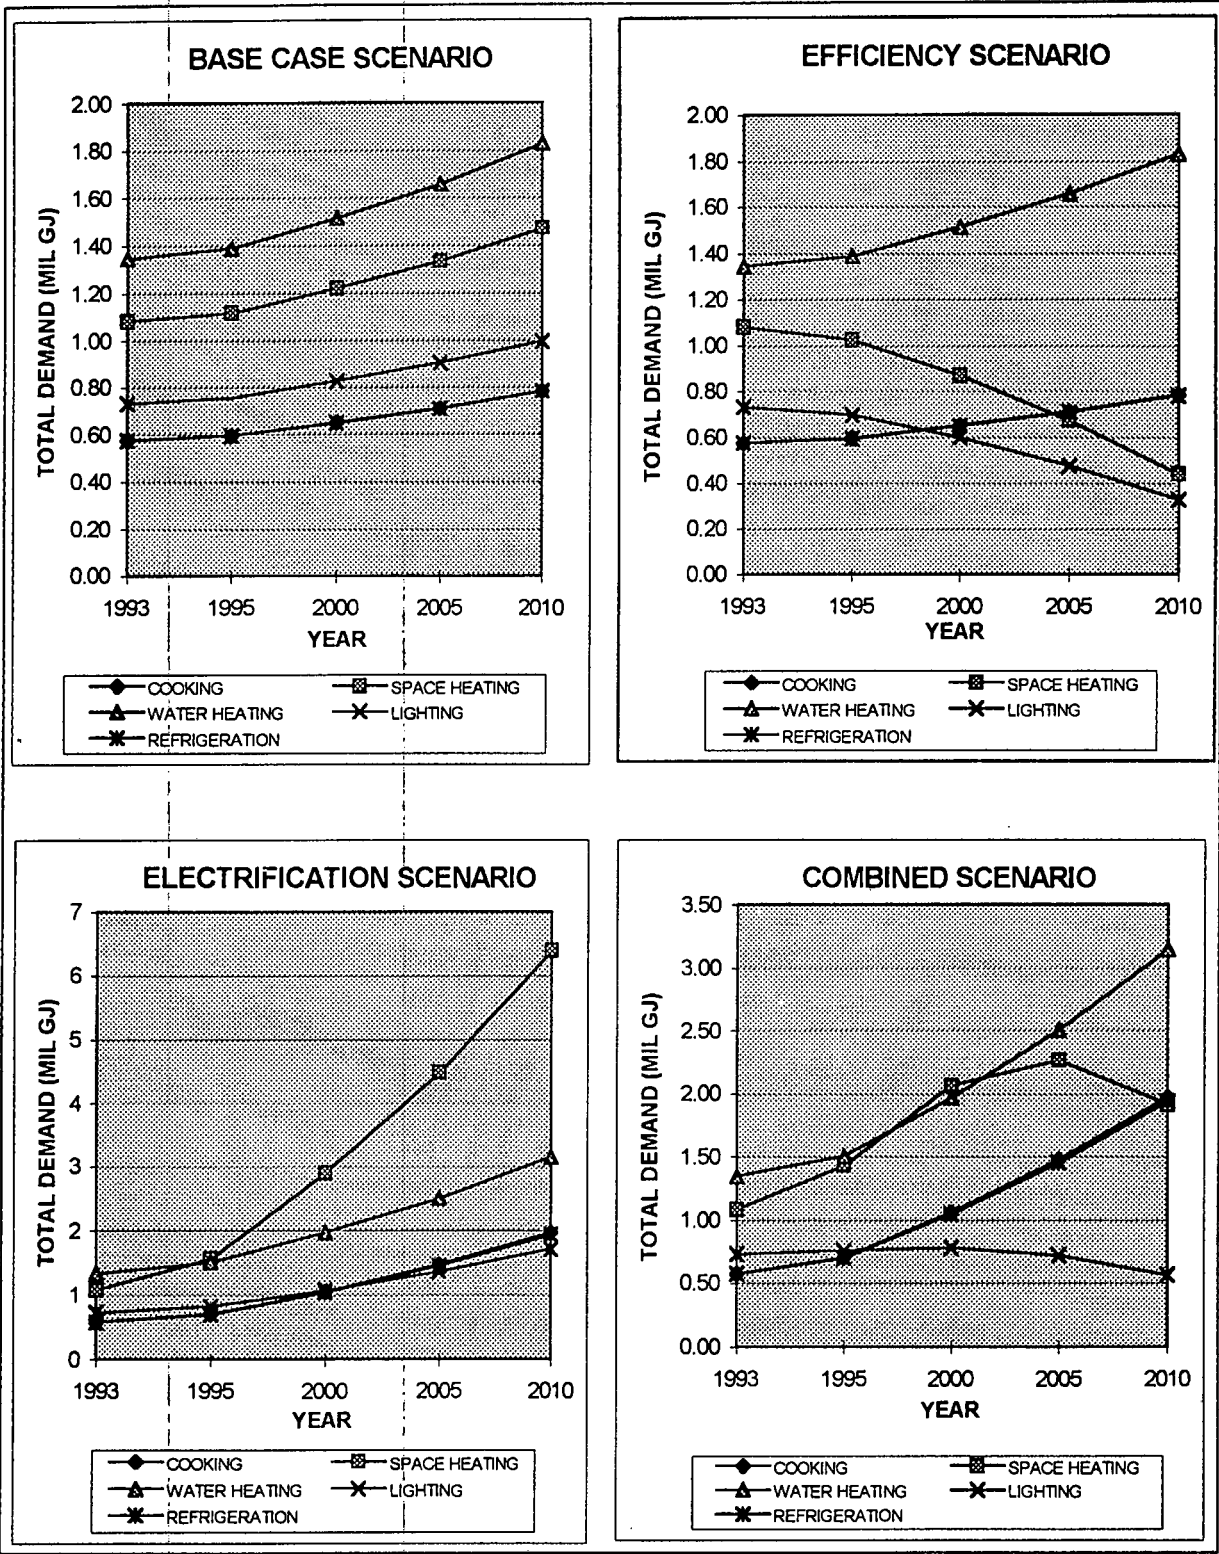 BASE CASE SCENARIO
TOTAL DEMAND (MIL GJ)
2.00
1.80
1.60
1.40
1.20
1.00
0.80
0.60
0.40
0.20
0.00
1993 1995 2000 2005 2010
YEAR
COOKING SPACE HEATING
WATER HEATING LIGHTING
REFRIGERATION
EFFICIENCY SCENARIO
TOTAL DEMAND (MIL GJ)
2.00
1.80
1.60
1.40
1.20
1.00
0.80
0.60
0.40
0.20
0.00
1993 1995 2000 2005 2010
YEAR
COOKING SPACE HEATING
WATER HEATING LIGHTING
REFRIGERATION
ELECTRIFICATION SCENARIO
TOTAL DEMAND (MIL GJ)
7
6
5
4
3
2
1
0
1993 1995 2000 2005 2010
YEAR
COOKING SPACE HEATING
WATER HEATING LIGHTING
REFRIGERATION
COMBINED SCENARIO
TOTAL DEMAND (MIL GJ)
3.50
3.00
2.50
2.00
1.50
1.00
0.50
0.00
1993 1995 2000 2005 2010
YEAR
COOKING SPACE HEATING
WATER HEATING LIGHTING
REFRIGERATION